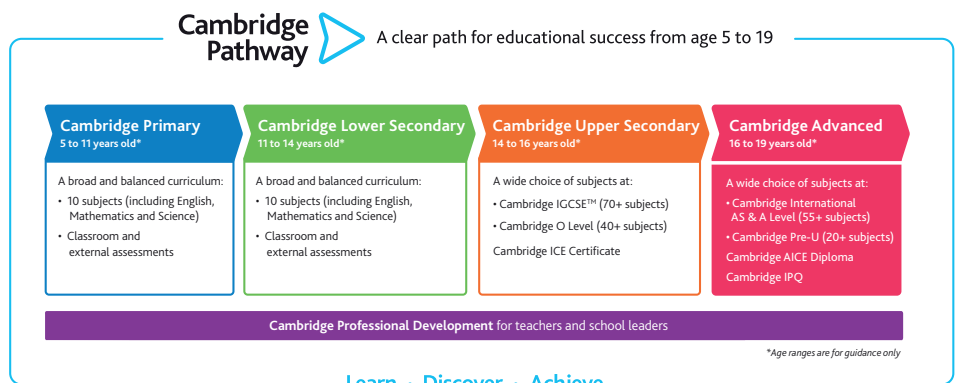 Cambridge
Pathway
A clear path for educational success from age 5 to 19
Cambridge Primary
5 to 11 years old*
A broad and balanced curriculum:
• 10 subjects (including English,
Mathematics and Science)
• Classroom and
external assessments
Cambridge Lower Secondary
11 to 14 years old*
A broad and balanced curriculum:
• 10 subjects (including English,
Mathematics and Science)
• Classroom and
external assessments
Cambridge Upper Secondary
14 to 16 years old*
A wide choice of subjects at:
• Cambridge IGCSE™ (70+ subjects)
• Cambridge O Level (40+ subjects)
Cambridge ICE Certificate
Cambridge Advanced
16 to 19 years old*
A wide choice of subjects at:
• Cambridge International
AS & A Level (55+ subjects)
• Cambridge Pre-U (20+ subjects)
Cambridge AICE Diploma
Cambridge IPQ
Cambridge Professional Development for teachers and school leaders
*Age ranges are for guidance only
Learn • Discover • Achieve